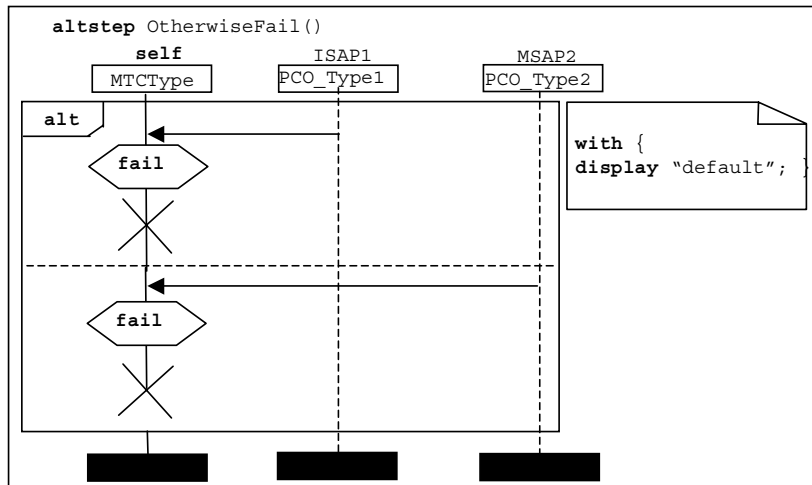 altstep OtherwiseFail()
self ISAP1 MSAP2
MTCType PCO_Type1 PCO_Type2
alt
with {
display “default”; }
fail
fail